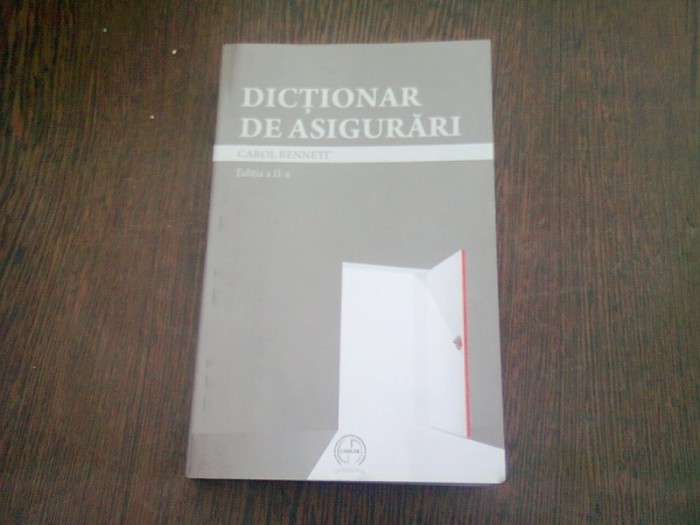 DICȚIONAR
DE ASIGURĂRI
CAROL BENNETT
Ediția a II-a